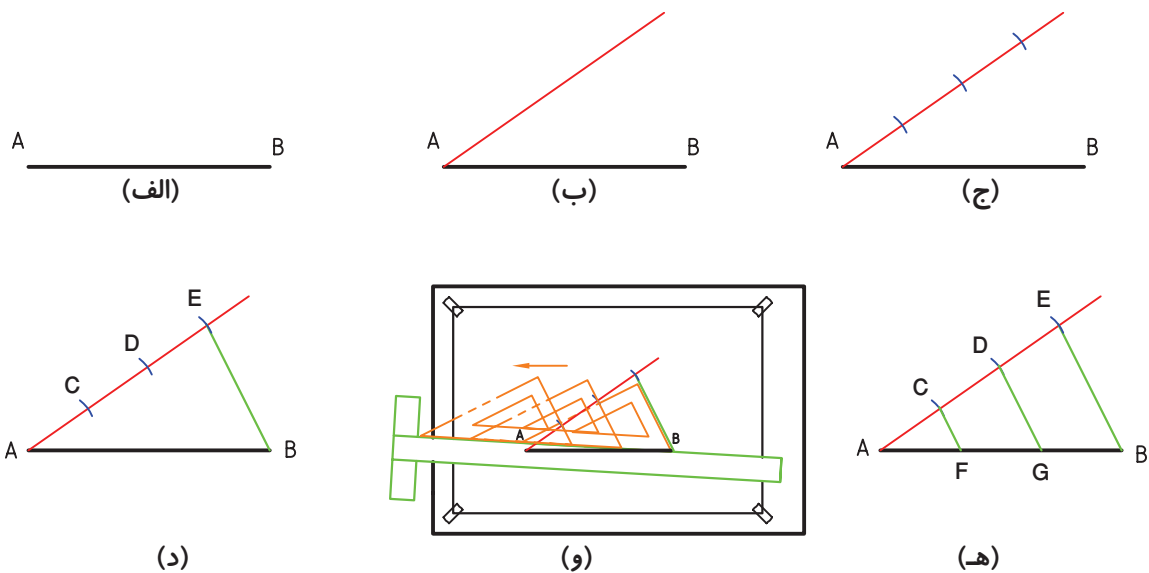 A B
(الف)
A B
(ب)
A B
(ج)
A B C D E
(د)
A B
(و)
A B C D E F G
(هـ)